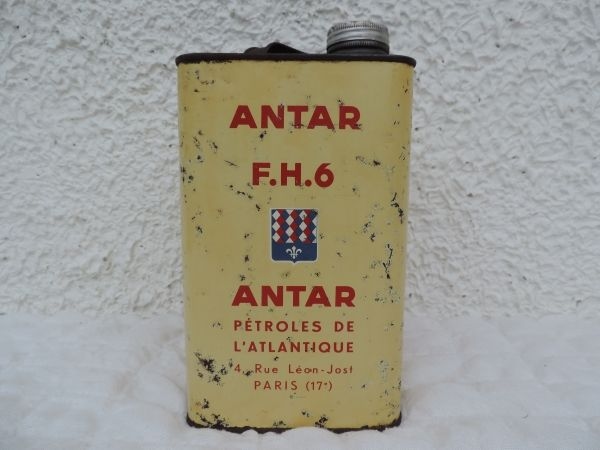 ANTAR
F.H.6
ANTAR
PÉTROLES DE
L'ATLANTIQUE
4, Rue Léon-Jost
PARIS (17e)